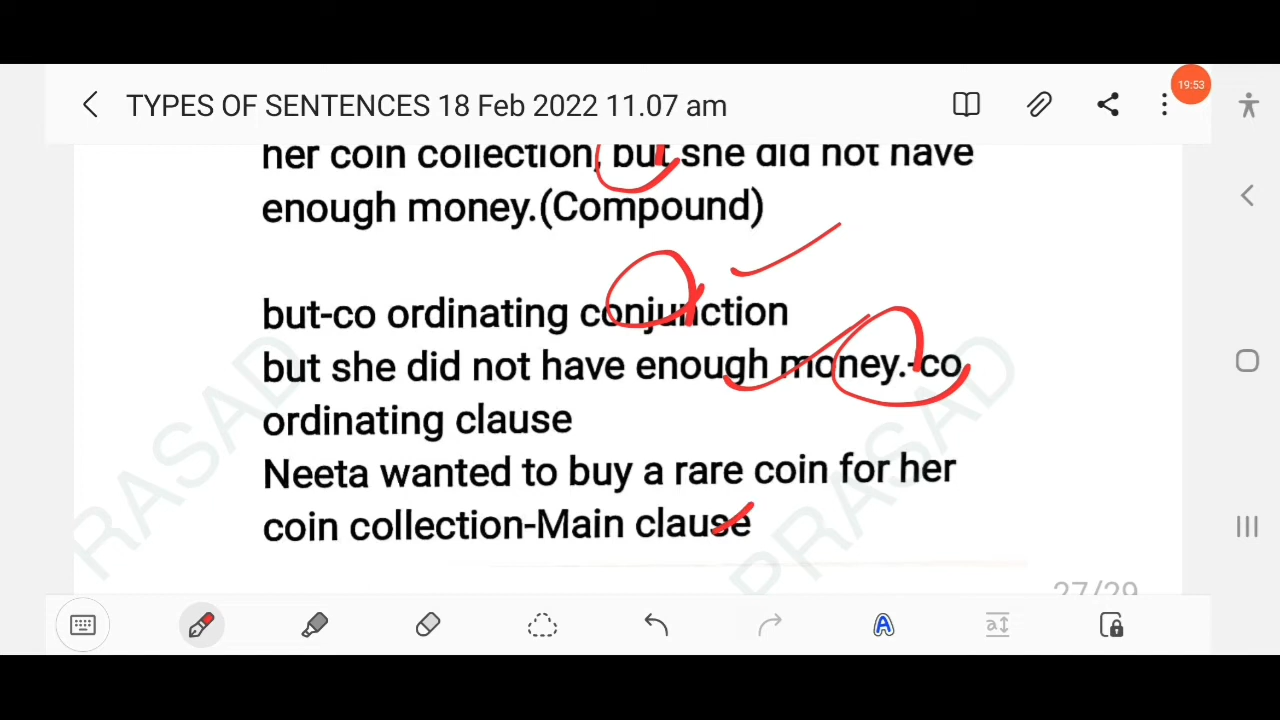 19:53
TYPES OF SENTENCES 18 Feb 2022 11.07 am
her coin collection, but she did not have
enough money.(Compound)
but-co ordinating conjunction
but she did not have enough money.-co
ordinating clause
Neeta wanted to buy a rare coin for her
coin collection-Main clause
PRASAD
PRASAD
27/29
A
a